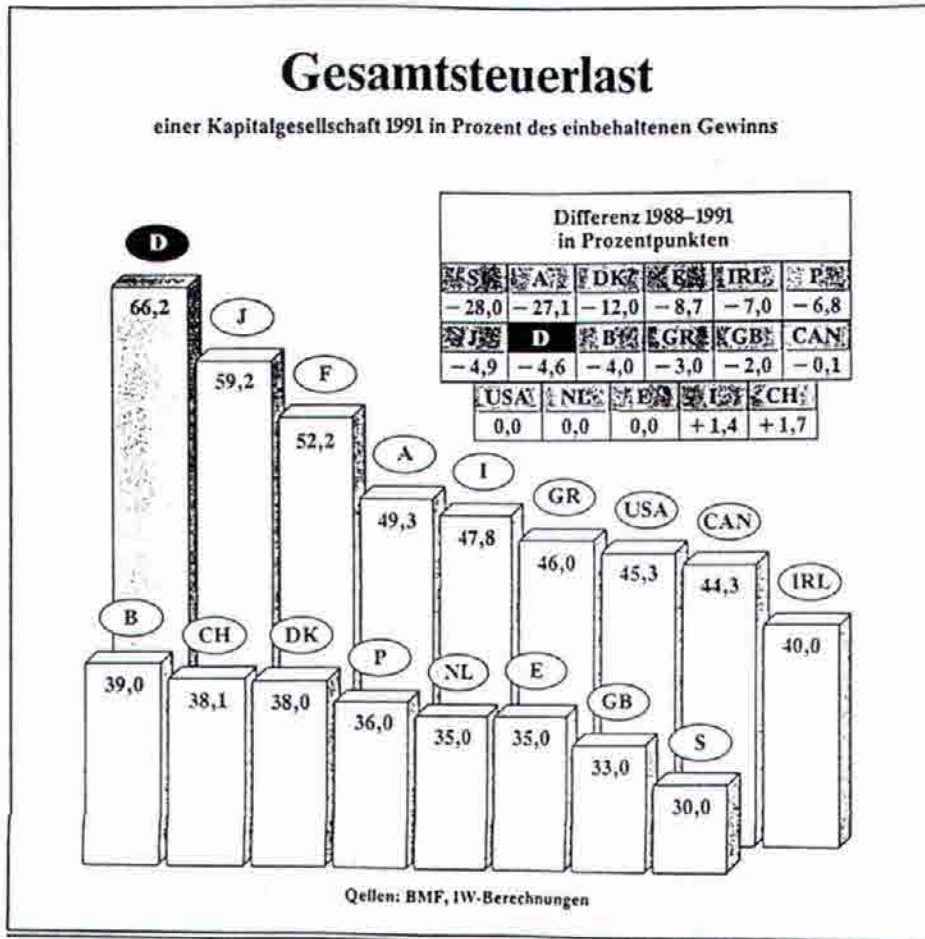 Gesamtsteuerlast
einer Kapitalgesellschaft 1991 in Prozent des einbehaltenen Gewinns
Differenz 1988–1991
in Prozentpunkten
S A DK IRL P
−28,0 −27,1 −12,0 −8,7 −7,0 −6,8
J D B GR GB CAN
−4,9 −4,6 −4,0 −3,0 −2,0 −0,1
USA NL E I CH
0,0 0,0 0,0 +1,4 +1,7
D J F A I GR USA CAN IRL
66,2 59,2 52,2 49,3 47,8 46,0 45,3 44,3 40,0
B CH DK P NL E GB S
39,0 38,1 38,0 36,0 35,0 35,0 33,0 30,0
Qellen: BMF, IW-Berechnungen